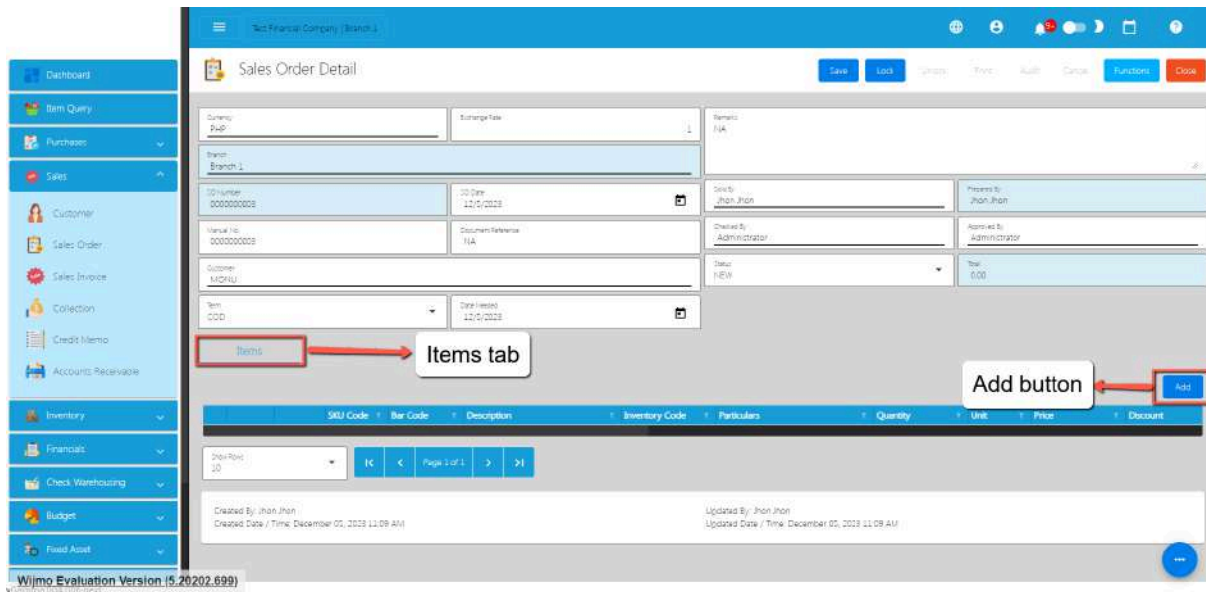 Test Financial Company | Branch 1
9+
Dashboard
Item Query
Purchases
Sales
Customer
Sales Order
Sales Invoice
Collection
Credit Memo
Accounts Receivable
Inventory
Financials
Check Warehousing
Budget
Fixed Asset
Wijmo Evaluation Version (5.20202.699)
Sales Order Detail
Save Lock Unlock Print Audit Cancel Functions Close
Currency
PHP
Exchange Rate
1
Remarks
NA
Branch
Branch 1
SO Number
0000000003
SO Date
12/5/2023
Sold By
Jhon Jhon
Prepared By
Jhon Jhon
Manual No
0000000003
Document Reference
NA
Checked By
Administrator
Approved By
Administrator
Customer
MONU
Status
NEW
Total
0.00
Term
COD
Date Needed
12/5/2023
Items
Items tab
Add button
Add
SKU Code Bar Code Description Inventory Code Particulars Quantity Unit Price Discount
Show Rows
10
Page 1 of 1
Created By: Jhon Jhon
Created Date / Time: December 05, 2023 11:09 AM
Updated By: Jhon Jhon
Updated Date / Time: December 05, 2023 11:09 AM